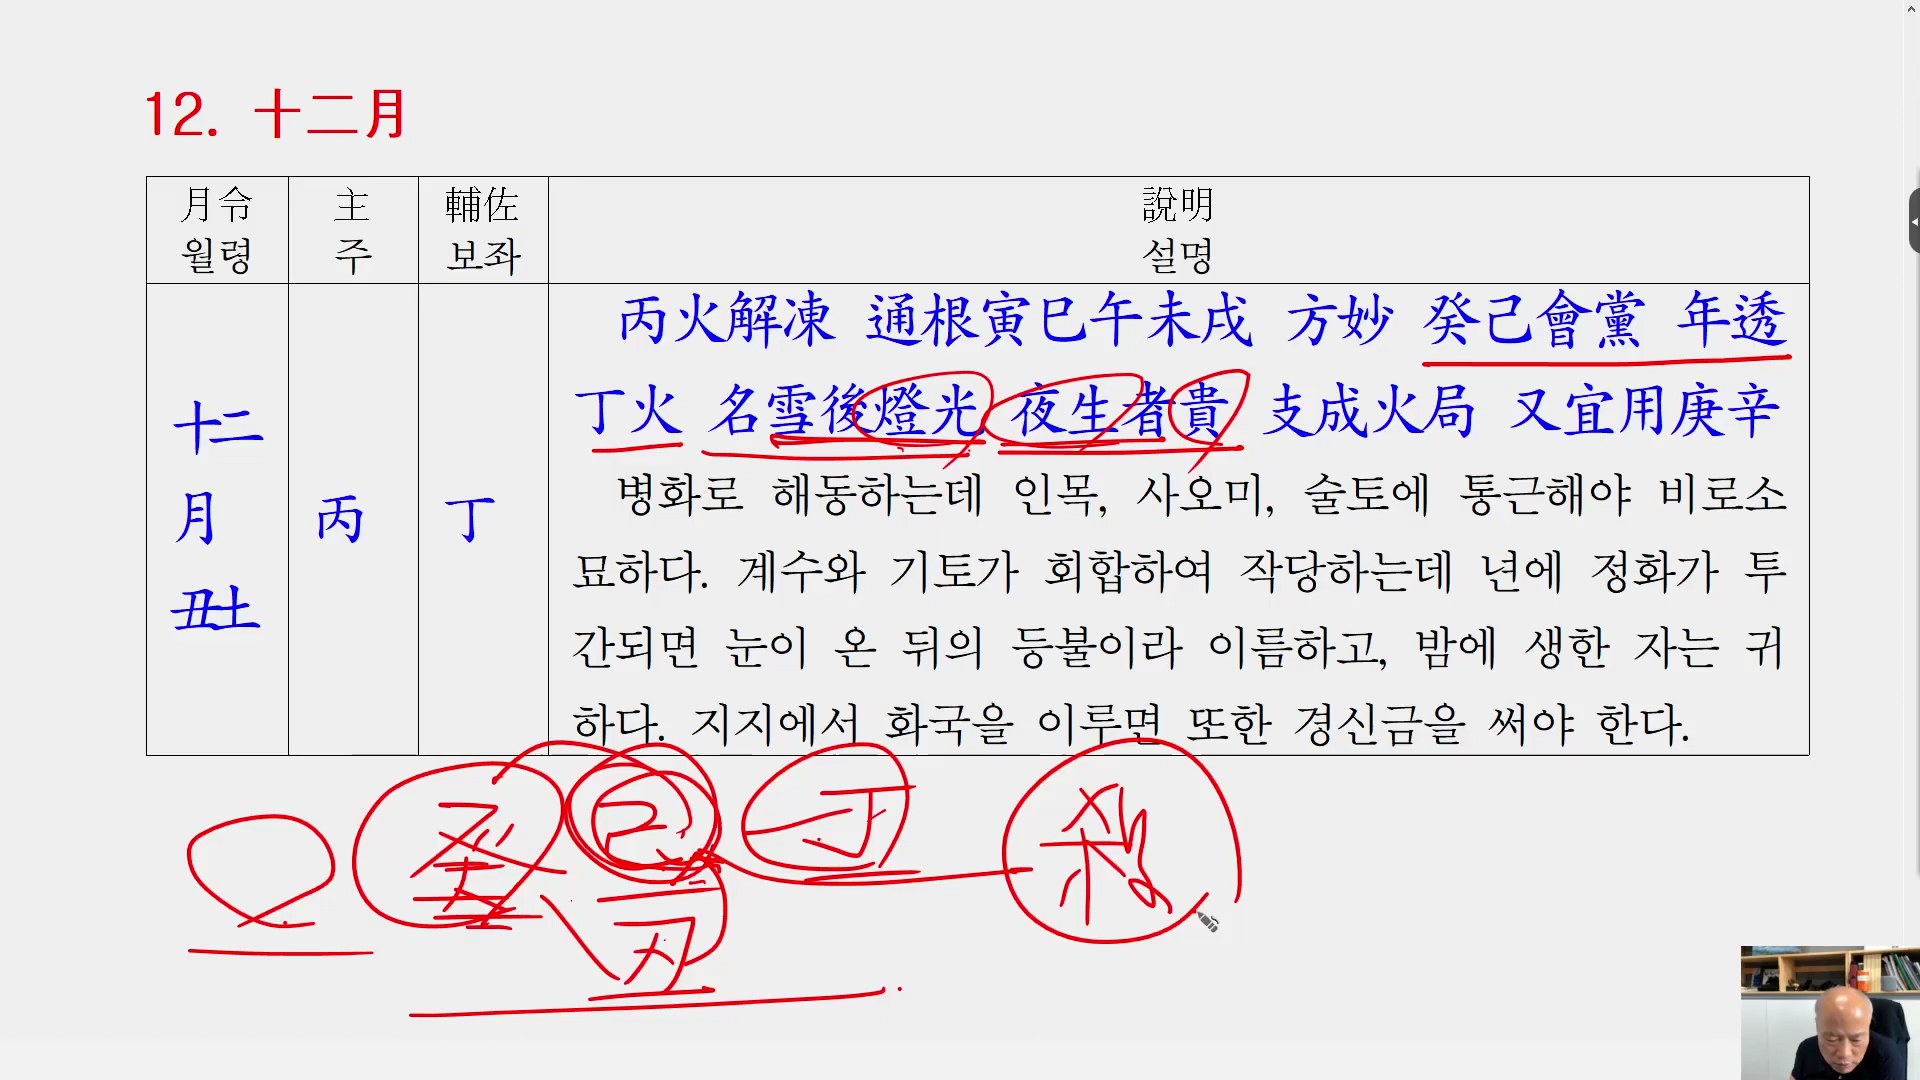 12. 十二月
月令 主 輔佐 說明
월령 주 보좌 설명
丙火解凍 通根寅巳午未戌 方妙 癸己會黨 年透
丁火 名雪後燈光 夜生者貴 支成火局 又宜用庚辛
十二
月
丑土
丙
丁
병화로 해동하는데 인목, 사오미, 술토에 통근해야 비로소
묘하다. 계수와 기토가 회합하여 작당하는데 년에 정화가 투
간되면 눈이 온 뒤의 등불이라 이름하고, 밤에 생한 자는 귀
하다. 지지에서 화국을 이루면 또한 경신금을 써야 한다.
己 丁 殺
丑